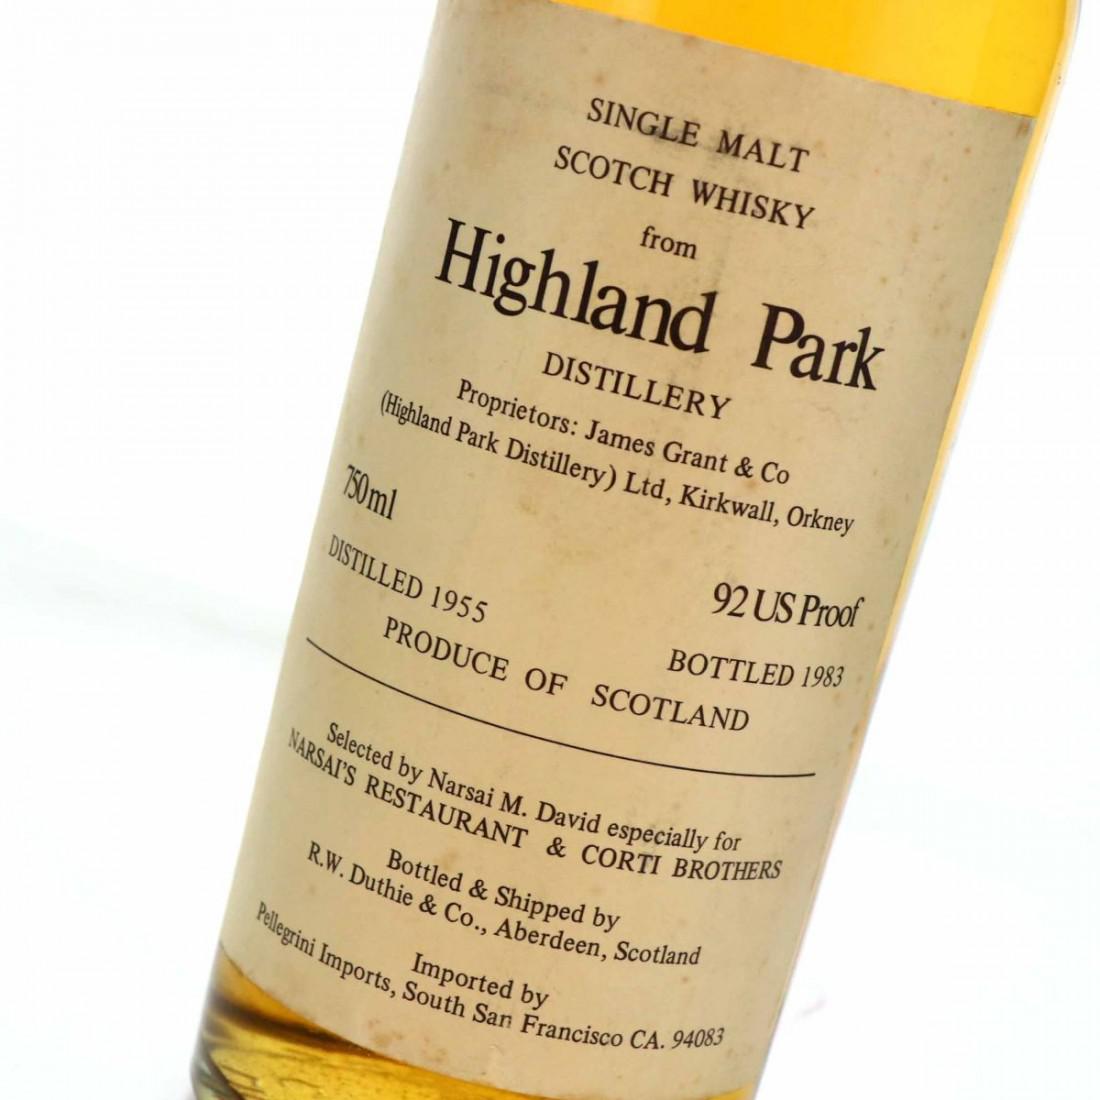 SINGLE MALT
SCOTCH WHISKY
from
Highland Park
DISTILLERY
Proprietors: James Grant & Co
(Highland Park Distillery) Ltd, Kirkwall, Orkney
750ml
92 US Proof
DISTILLED 1955
BOTTLED 1983
PRODUCE OF SCOTLAND
Selected by Narsai M. David especially for
NARSAI'S RESTAURANT & CORTI BROTHERS
Bottled & Shipped by
R.W. Duthie & Co., Aberdeen, Scotland
Imported by
Pellegrini Imports, South San Francisco CA. 94083